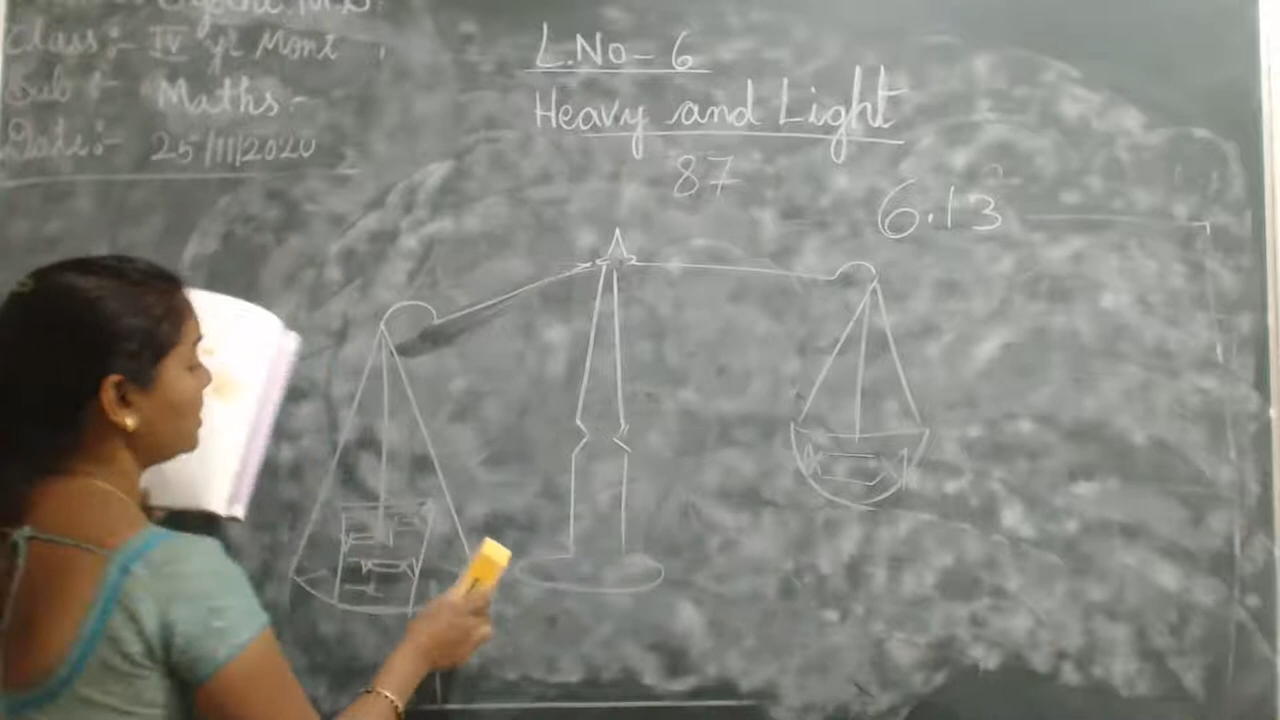 Class:- IV yr Mont
Sub:- Maths-
Date:- 25/11/2020
L.No- 6
Heavy and Light
87
6.13